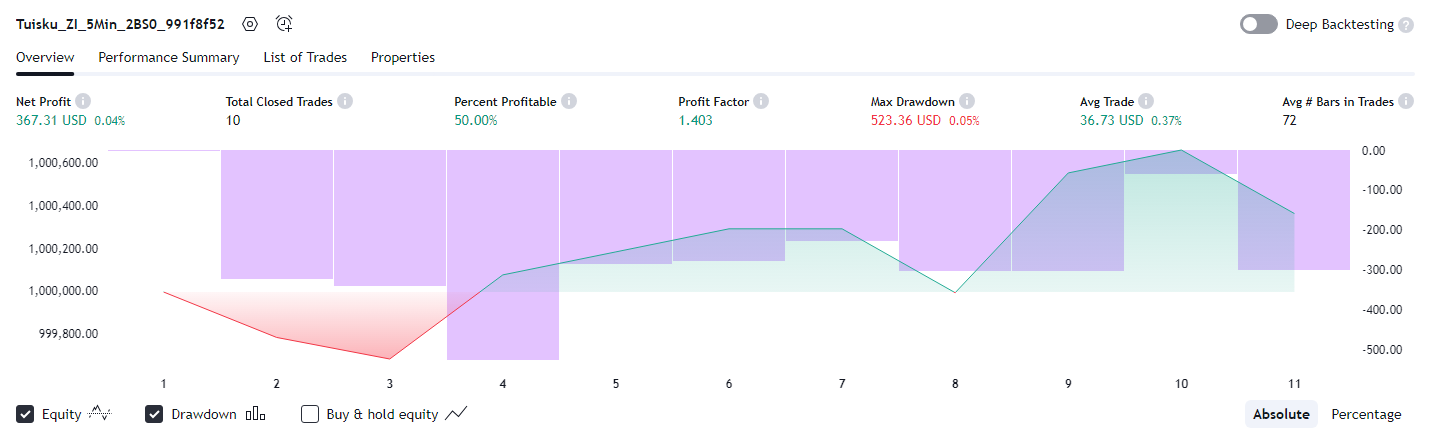 Tuisku_ZI_5Min_2BS0_991f8f52
Deep Backtesting ?
Overview Performance Summary List of Trades Properties
Net Profit i Total Closed Trades i Percent Profitable i Profit Factor i Max Drawdown i Avg Trade i Avg # Bars in Trades i
367.31 USD 0.04% 10 50.00% 1.403 523.36 USD 0.05% 36.73 USD 0.37% 72
1,000,600.00 0.00
1,000,400.00 -100.00
1,000,200.00 -200.00
1,000,000.00 -300.00
999,800.00 -400.00
-500.00
1 2 3 4 5 6 7 8 9 10 11
Equity Drawdown Buy & hold equity Absolute Percentage